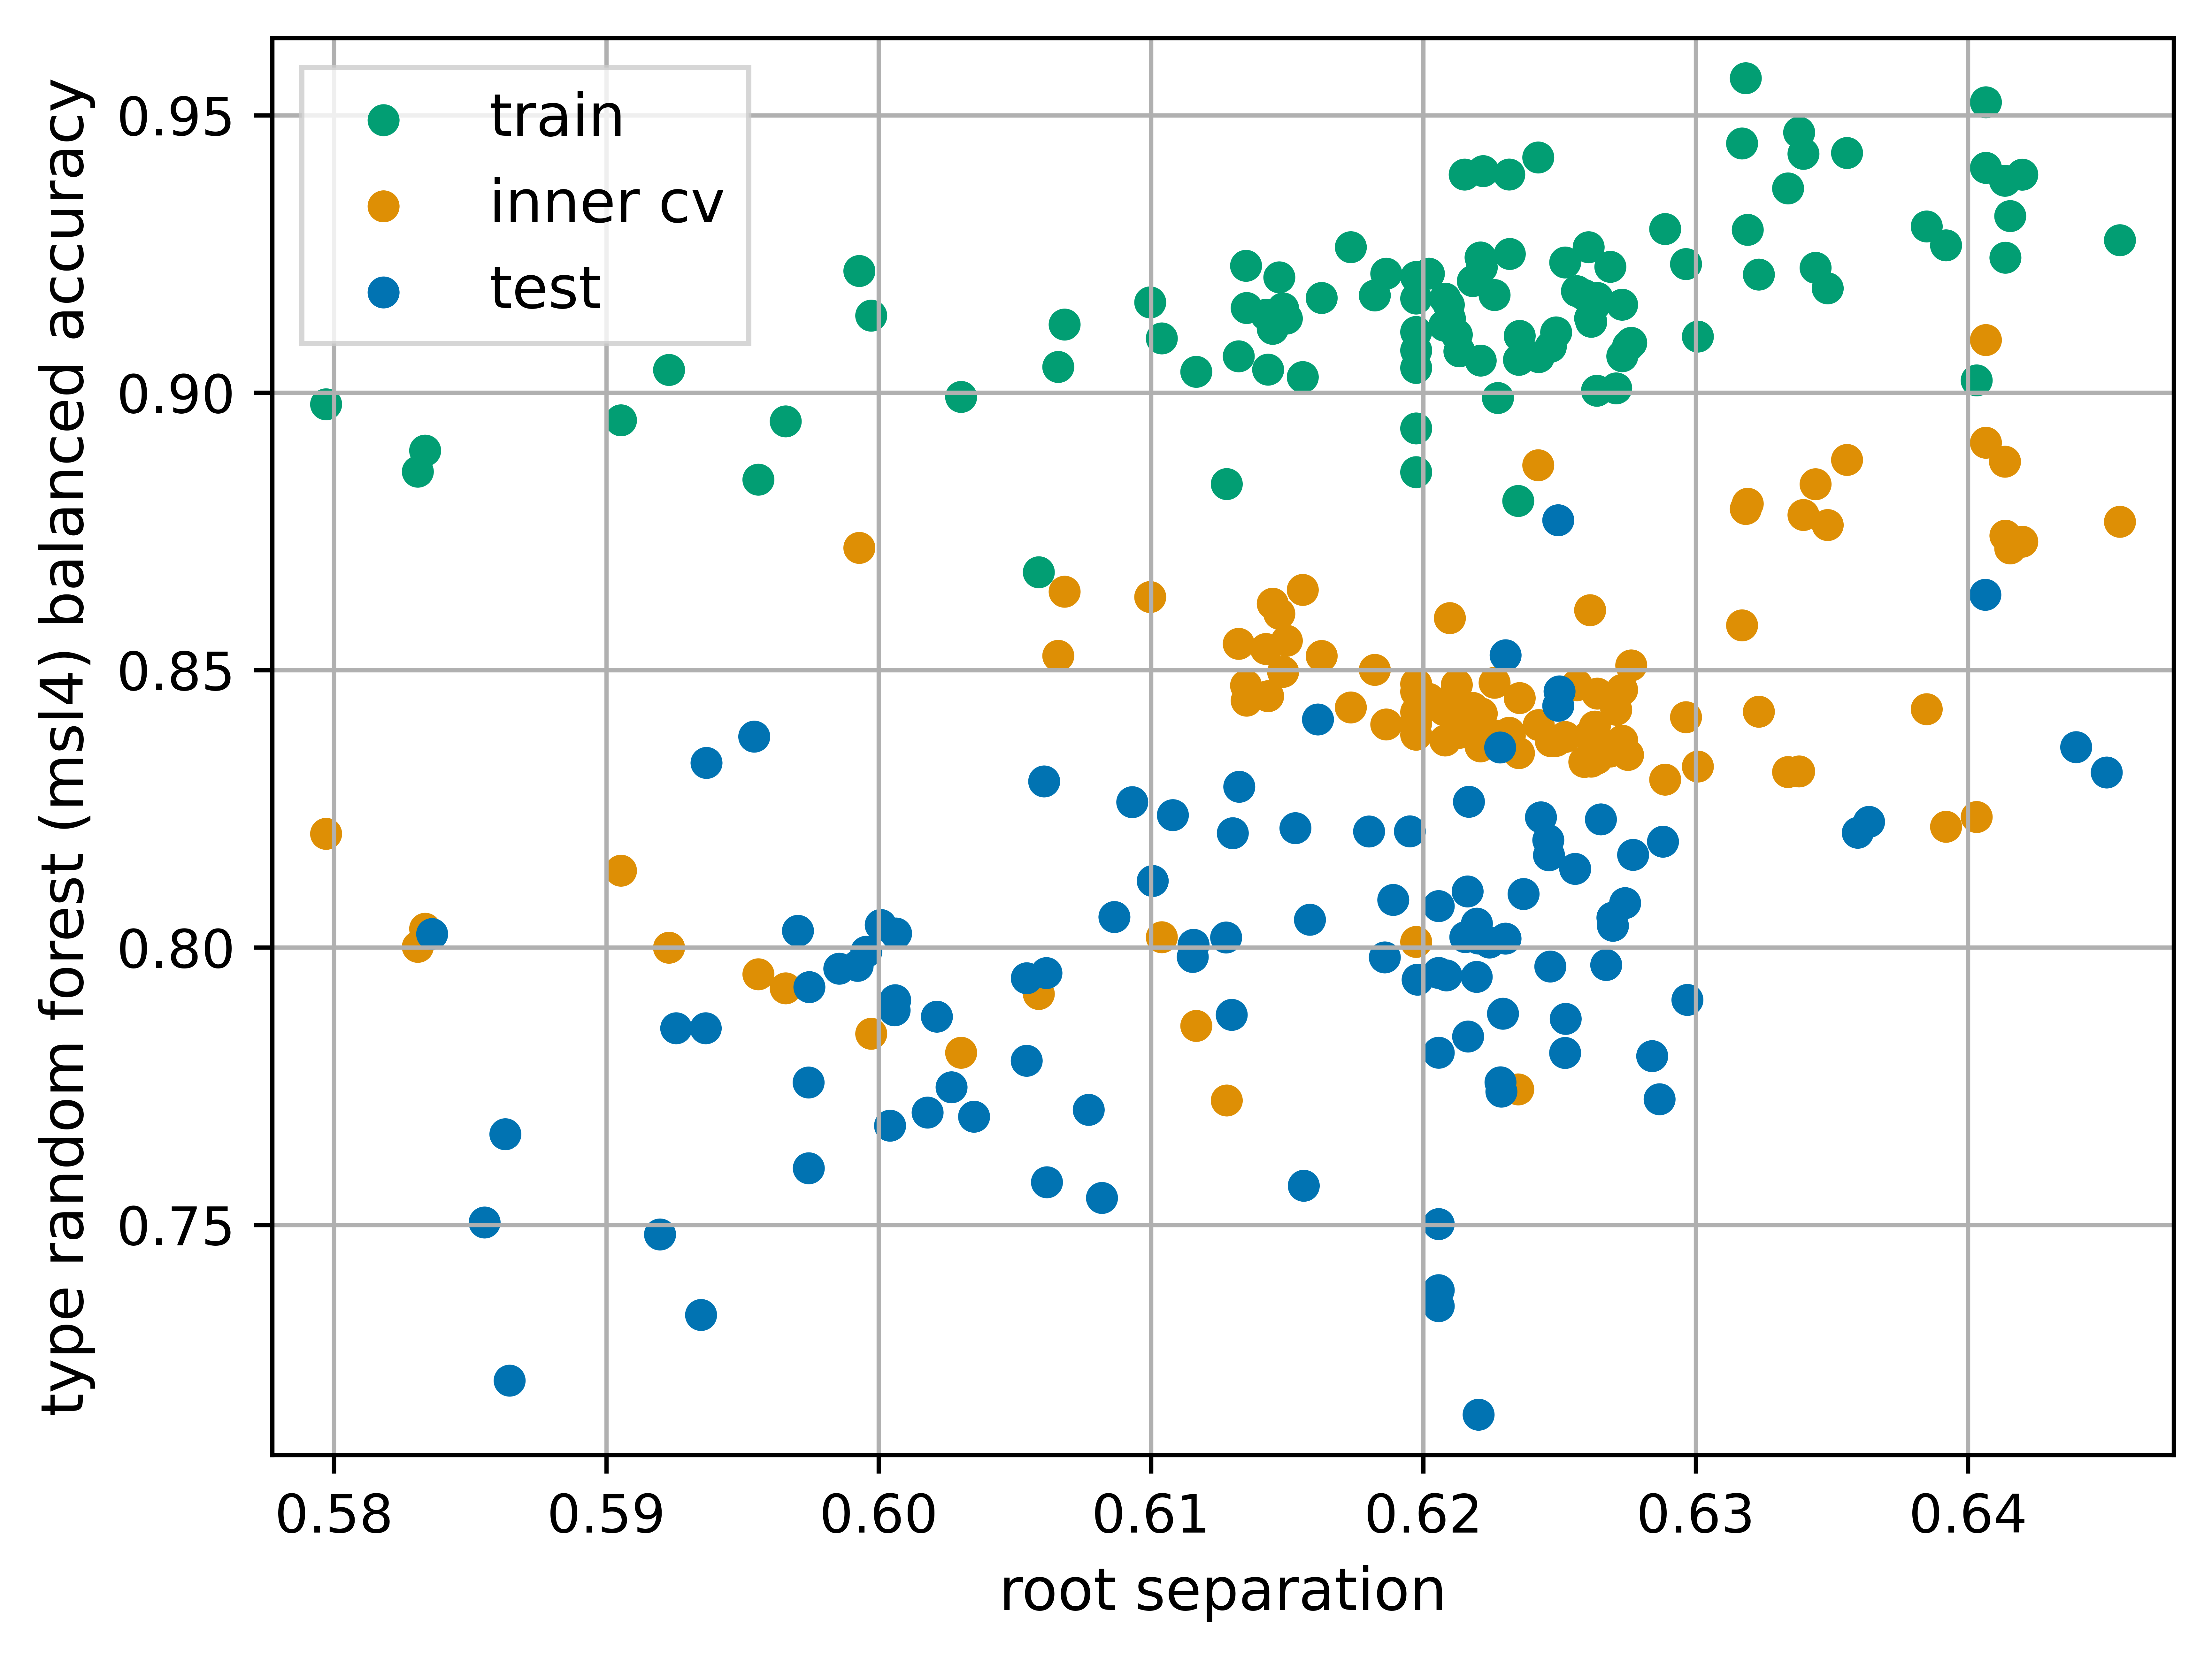 train
inner cv
test
0.95
0.90
0.85
0.80
0.75
type random forest (msl4) balanced accuracy
0.58 0.59 0.60 0.61 0.62 0.63 0.64
root separation